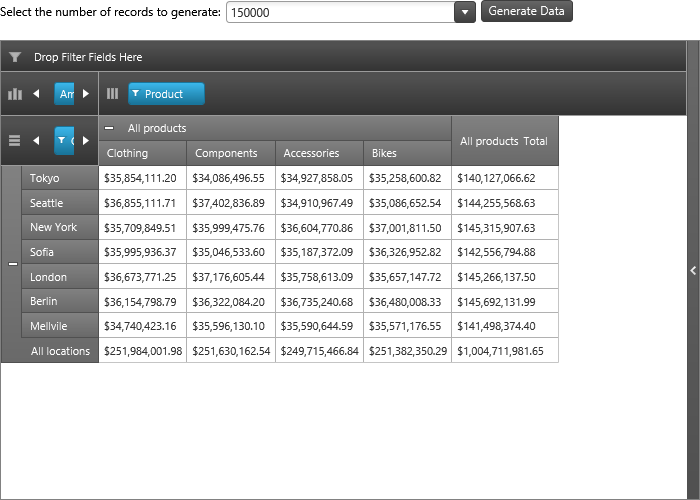 Select the number of records to generate: 150000 Generate Data
Drop Filter Fields Here
Product
All products
All products Total
Clothing Components Accessories Bikes
Tokyo $35,854,111.20 $34,086,496.55 $34,927,858.05 $35,258,600.82 $140,127,066.62
Seattle $36,855,111.71 $37,402,836.89 $34,910,967.49 $35,086,652.54 $144,255,568.63
New York $35,709,849.51 $35,999,475.76 $36,604,770.86 $37,001,811.50 $145,315,907.63
Sofia $35,995,936.37 $35,046,533.60 $35,187,372.09 $36,326,952.82 $142,556,794.88
London $36,673,771.25 $37,176,605.44 $35,758,613.09 $35,657,147.72 $145,266,137.50
Berlin $36,154,798.79 $36,322,084.20 $36,735,240.68 $36,480,008.33 $145,692,131.99
Mellvile $34,740,423.16 $35,596,130.10 $35,590,644.59 $35,571,176.55 $141,498,374.40
All locations $251,984,001.98 $251,630,162.54 $249,715,466.84 $251,382,350.29 $1,004,711,981.65